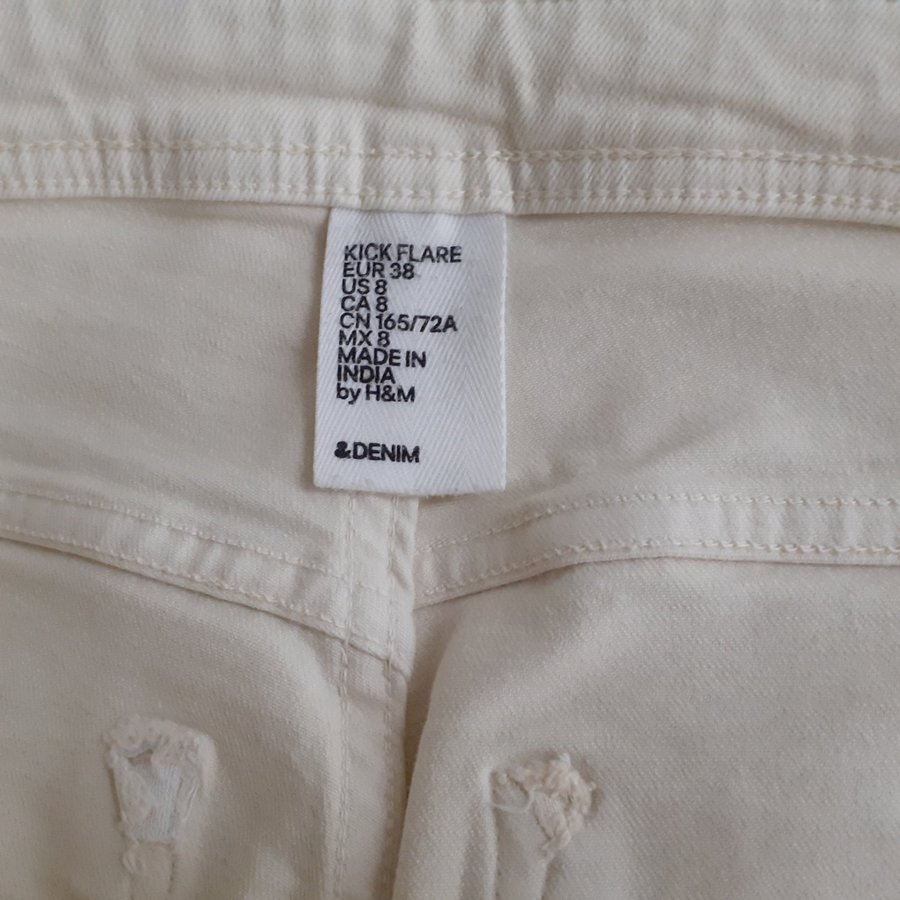 KICK FLARE
EUR 38
US 8
CA 8
CN 165/72A
MX 8
MADE IN
INDIA
by H&M
&DENIM